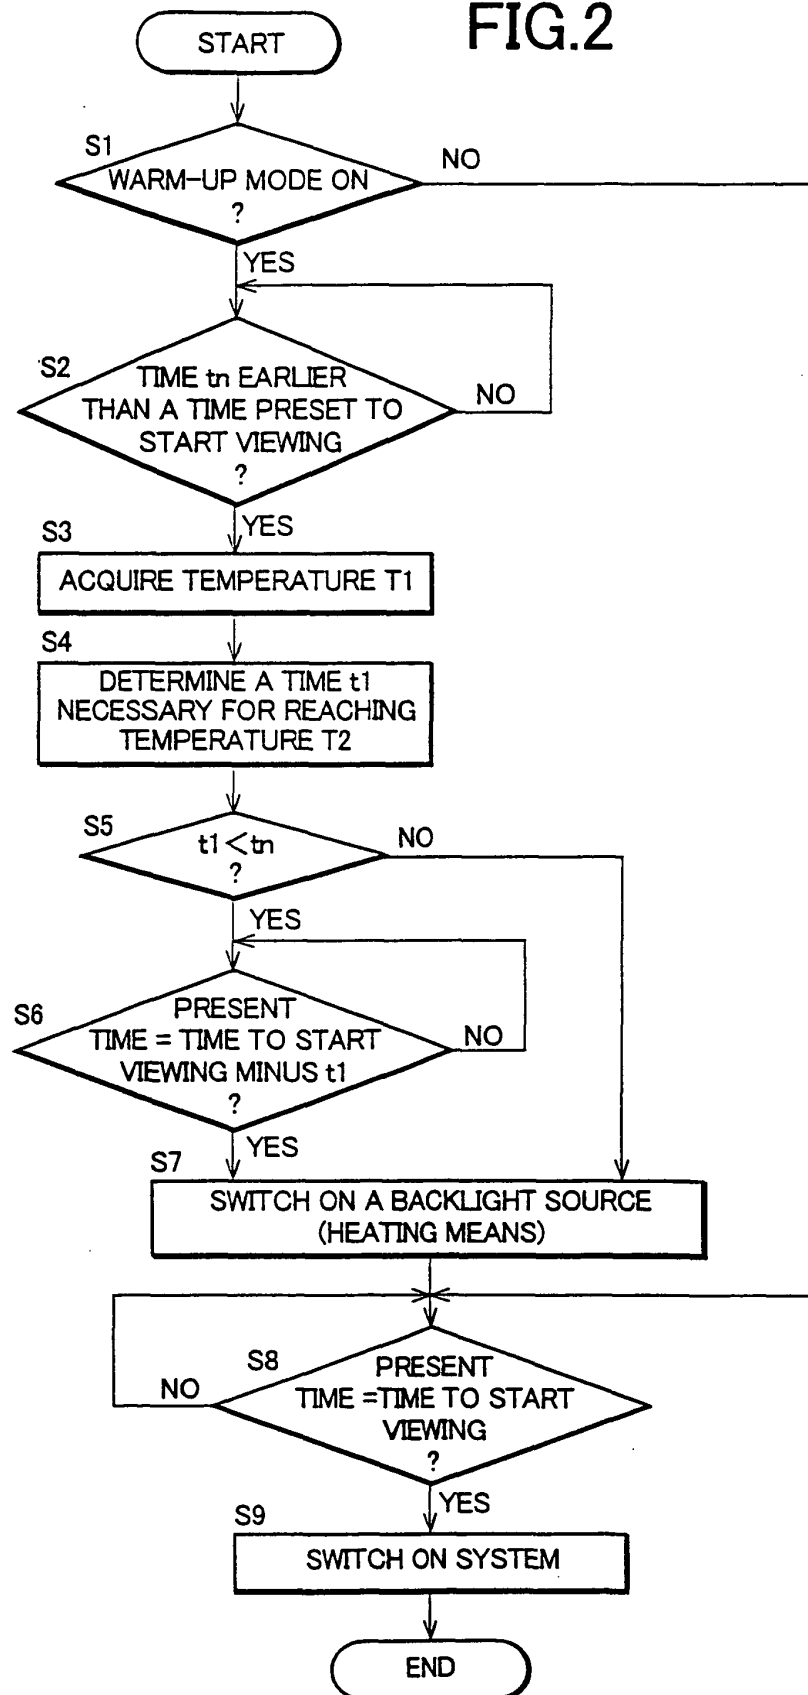 FIG.2
START
S1
WARM-UP MODE ON
?
NO
YES
S2
TIME tn EARLIER
THAN A TIME PRESET TO
START VIEWING
?
NO
YES
S3
ACQUIRE TEMPERATURE T1
S4
DETERMINE A TIME t1
NECESSARY FOR REACHING
TEMPERATURE T2
S5
t1<tn
?
NO
YES
S6
PRESENT
TIME = TIME TO START
VIEWING MINUS t1
?
NO
YES
S7
SWITCH ON A BACKLIGHT SOURCE
(HEATING MEANS)
S8
PRESENT
TIME =TIME TO START
VIEWING
?
NO
YES
S9
SWITCH ON SYSTEM
END